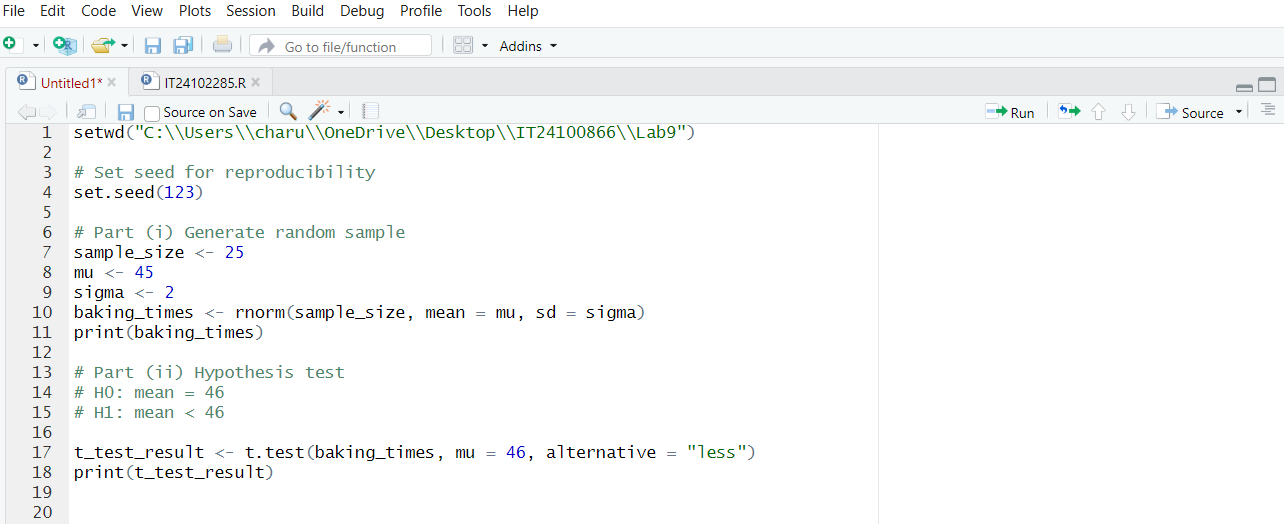 File Edit Code View Plots Session Build Debug Profile Tools Help
Go to file/function Addins
Untitled1* IT24102285.R
Source on Save Run Source
1 setwd("C:\\Users\\charu\\OneDrive\\Desktop\\IT24100866\\Lab9")
2
3 # Set seed for reproducibility
4 set.seed(123)
5
6 # Part (i) Generate random sample
7 sample_size <- 25
8 mu <- 45
9 sigma <- 2
10 baking_times <- rnorm(sample_size, mean = mu, sd = sigma)
11 print(baking_times)
12
13 # Part (ii) Hypothesis test
14 # H0: mean = 46
15 # H1: mean < 46
16
17 t_test_result <- t.test(baking_times, mu = 46, alternative = "less")
18 print(t_test_result)
19
20